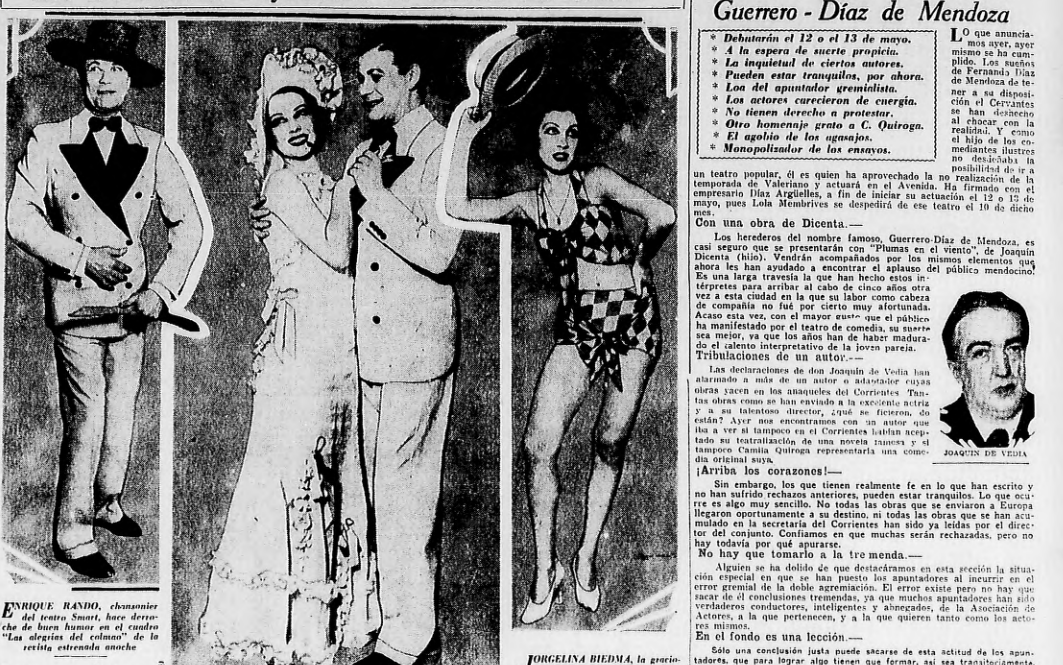 ENRIQUE RANDO, chansonier
del teatro Smart, hace derro-
che de buen humor en el cuadro
"Las alegrías del colmao" de la
revista estrenada anoche
JORGELINA BIEDMA, la gracio-
Guerrero - Díaz de Mendoza
* Debutarán el 12 o el 13 de mayo.
* A la espera de suerte propicia.
* La inquietud de ciertos autores.
* Pueden estar tranquilos, por ahora.
* Loa del apuntador gremialista.
* Los actores carecieron de energía.
* No tienen derecho a protestar.
* Otro homenaje grato a C. Quiroga.
* El agobio de los agasajos.
* Monopolizador de los ensayos.
LO que anuncia-
mos ayer, ayer
mismo se ha cum-
plido. Los sueños
de Fernando Díaz
de Mendoza de te-
ner a su disposi-
ción el Cervantes
se han deshecho
al chocar con la
realidad. Y como
el hijo de los co-
mediantes ilustres
no desdeñaba la
posibilidad de ir a
un teatro popular, él es quien ha aprovechado la no realización de la
temporada de Valeriano y actuará en el Avenida. Ha firmado con el
empresario Díaz Argüelles, a fin de iniciar su actuación el 12 o 13 de
mayo, pues Lola Membrives se despedirá de ese teatro el 10 de dicho
mes.
Con una obra de Dicenta.—
Los herederos del nombre famoso, Guerrero-Díaz de Mendoza, es
casi seguro que se presentarán con "Plumas en el viento", de Joaquín
Dicenta (hijo). Vendrán acompañados por los mismos elementos que
ahora les han ayudado a encontrar el aplauso del público mendocino.
Es una larga travesía la que han hecho estos in-
térpretes para arribar al cabo de cinco años otra
vez a esta ciudad en la que su labor como cabeza
de compañía no fué por cierto muy afortunada.
Acaso esta vez, con el mayor gusto que el público
ha manifestado por el teatro de comedia, su suerte
sea mejor, ya que los años han de haber madura-
do el talento interpretativo de la joven pareja.
Tribulaciones de un autor.—
Las declaraciones de don Joaquín de Vedia han
alarmado a más de un autor o adaptador cuyas
obras yacen en los anaqueles del Corrientes Tan-
tas obras como se han enviado a la excelente actriz
y a su talentoso director, ¿qué se ficieron, do
están? Ayer nos encontramos con un autor que
iba a ver si tampoco en el Corrientes habían acep-
tado su teatralización de una novela famosa y si
tampoco Camila Quiroga representaría una come-
dia original suya.
JOAQUIN DE VEDIA
¡Arriba los corazones!—
Sin embargo, los que tienen realmente fe en lo que han escrito y
no han sufrido rechazos anteriores, pueden estar tranquilos. Lo que ocu-
rre es algo muy sencillo. No todas las obras que se enviaron a Europa
llegaron oportunamente a su destino, ni todas las obras que se han acu-
mulado en la secretaría del Corrientes han sido ya leídas por el direc-
tor del conjunto. Confiamos en que muchas serán rechazadas, pero no
hay todavía por qué apurarse.
No hay que tomarlo a la tremenda.—
Alguien se ha dolido de que destacáramos en esta sección la situa-
ción especial en que se han puesto los apuntadores al incurrir en el
error gremial de la doble agremiación. El error existe pero no hay que
sacar de él conclusiones tremendas, ya que muchos apuntadores han sido
verdaderos conductores, inteligentes y abnegados, de la Asociación de
Actores, a la que pertenecen, y a la que quieren tanto como los acto-
res mismos.
En el fondo es una lección.—
Sólo una conclusión justa puede sacarse de esta actitud de los apun-
tadores, que para lograr algo tienen que formar, así sea transitoriamente,